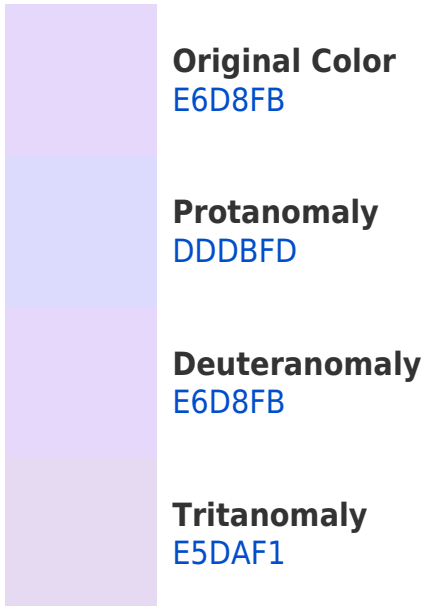 Original Color
E6D8FB
Protanomaly
DDDBFD
Deuteranomaly
E6D8FB
Tritanomaly
E5DAF1